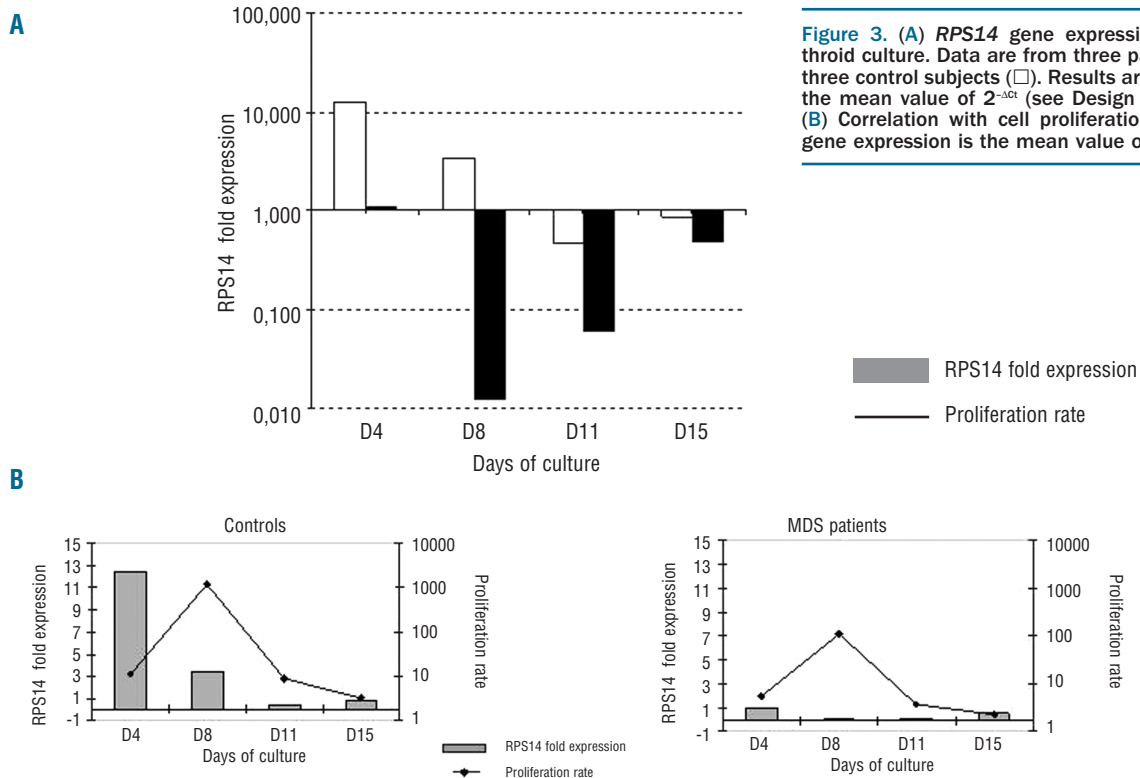 A
100,000
10,000
1,000
0,100
0,010
RPS14 fold expression
D4 D8 D11 D15
Days of culture
Figure 3. (A) RPS14 gene expressi
throid culture. Data are from three pa
three control subjects (□). Results ar
the mean value of 2-ΔCt (see Design
(B) Correlation with cell proliferation
gene expression is the mean value o
RPS14 fold expression
Proliferation rate
B
Controls
15
13
11
9
7
5
3
1
-1
RPS14 fold expression
10000
1000
100
10
1
Proliferation rate
D4 D8 D11 D15
Days of culture
RPS14 fold expression
Proliferation rate
MDS patients
15
13
11
9
7
5
3
1
-1
RPS14 fold expression
10000
1000
100
10
1
Proliferation rate
D4 D8 D11 D15
Days of culture